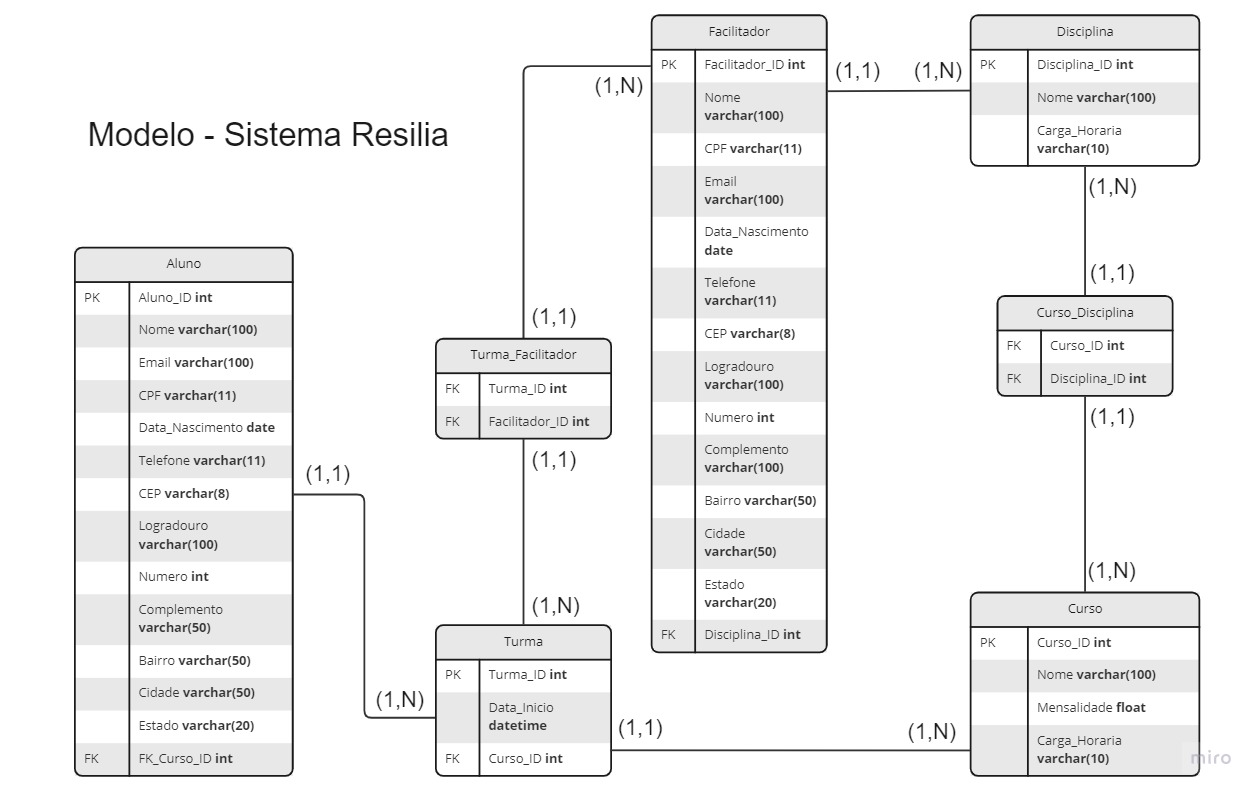 Modelo - Sistema Resilia
Aluno
PK Aluno_ID int
Nome varchar(100)
Email varchar(100)
CPF varchar(11)
Data_Nascimento date
Telefone varchar(11)
CEP varchar(8)
Logradouro
varchar(100)
Numero int
Complemento
varchar(50)
Bairro varchar(50)
Cidade varchar(50)
Estado varchar(20)
FK FK_Curso_ID int
(1,1)
(1,N)
Turma_Facilitador
FK Turma_ID int
FK Facilitador_ID int
(1,N)
(1,1)
(1,1)
(1,N)
Turma
PK Turma_ID int
Data_Inicio
datetime
FK Curso_ID int
(1,1)
(1,N)
Facilitador
PK Facilitador_ID int
Nome
varchar(100)
CPF varchar(11)
Email
varchar(100)
Data_Nascimento
date
Telefone
varchar(11)
CEP varchar(8)
Logradouro
varchar(100)
Numero int
Complemento
varchar(100)
Bairro varchar(50)
Cidade
varchar(50)
Estado
varchar(20)
FK Disciplina_ID int
(1,1)
(1,N)
Disciplina
PK Disciplina_ID int
Nome varchar(100)
Carga_Horaria
varchar(10)
(1,N)
(1,1)
Curso_Disciplina
FK Curso_ID int
FK Disciplina_ID int
(1,1)
(1,N)
Curso
PK Curso_ID int
Nome varchar(100)
Mensalidade float
Carga_Horaria
varchar(10)
miro